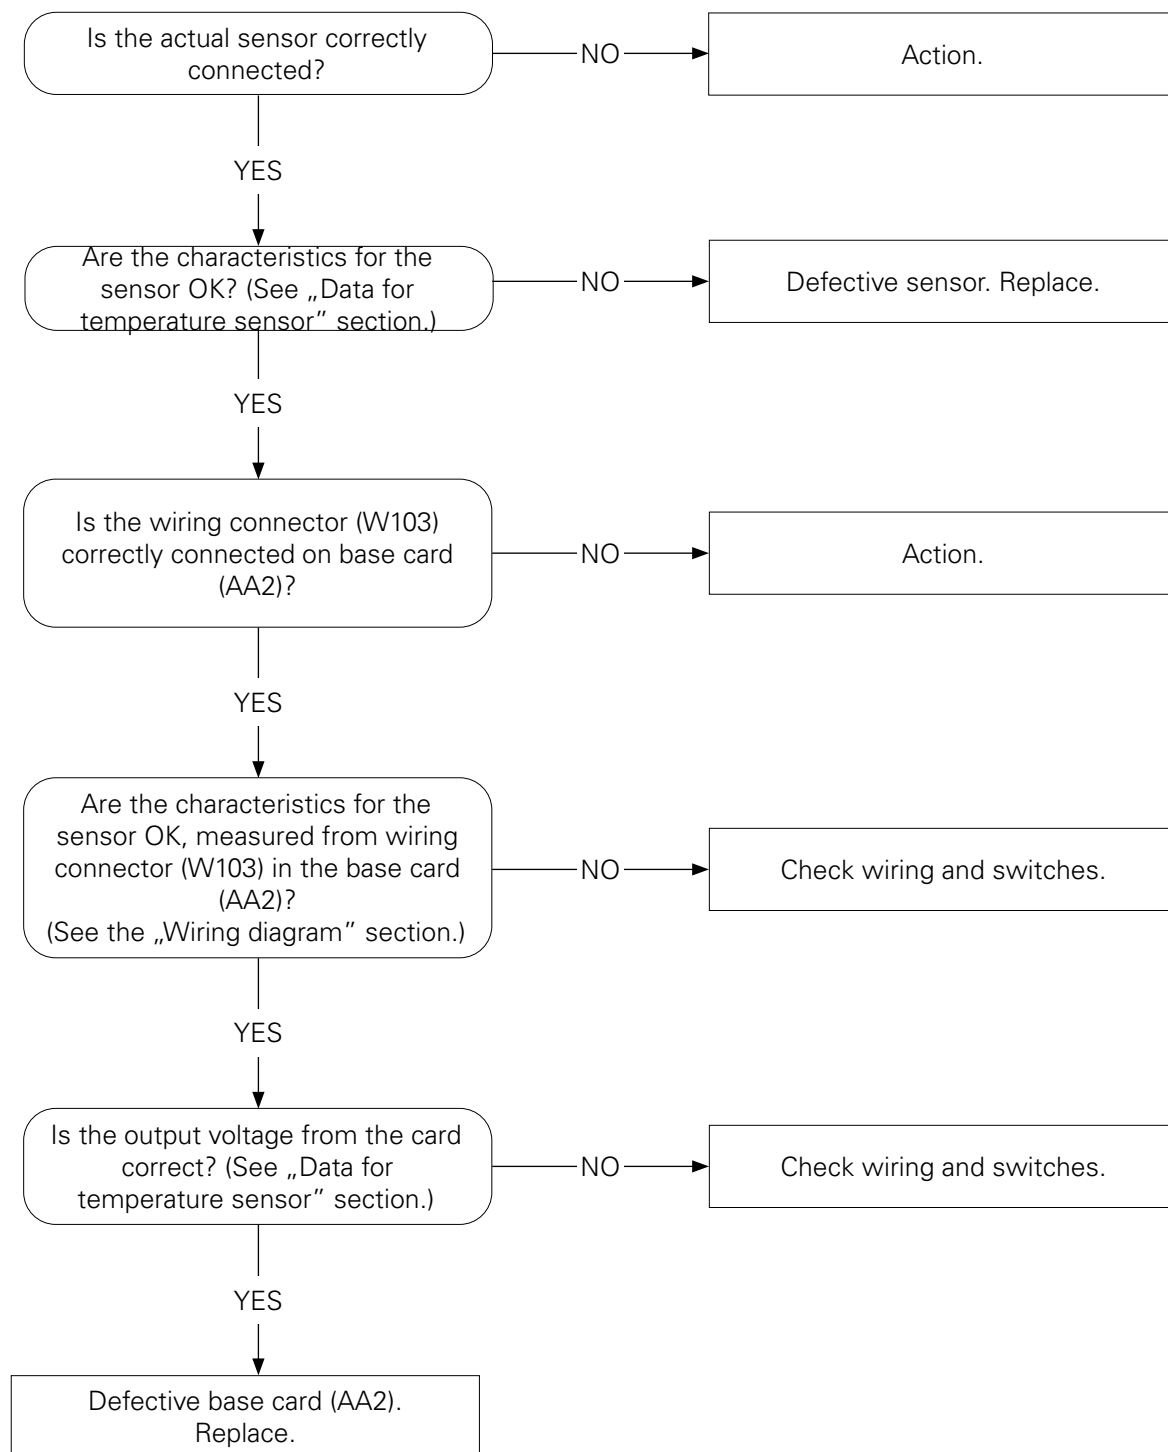 Is the actual sensor correctly
connected?
NO
Action.
YES
Are the characteristics for the
sensor OK? (See „Data for
temperature sensor” section.)
NO
Defective sensor. Replace.
YES
Is the wiring connector (W103)
correctly connected on base card
(AA2)?
NO
Action.
YES
Are the characteristics for the
sensor OK, measured from wiring
connector (W103) in the base card
(AA2)?
(See the „Wiring diagram” section.)
NO
Check wiring and switches.
YES
Is the output voltage from the card
correct? (See „Data for
temperature sensor” section.)
NO
Check wiring and switches.
YES
Defective base card (AA2).
Replace.